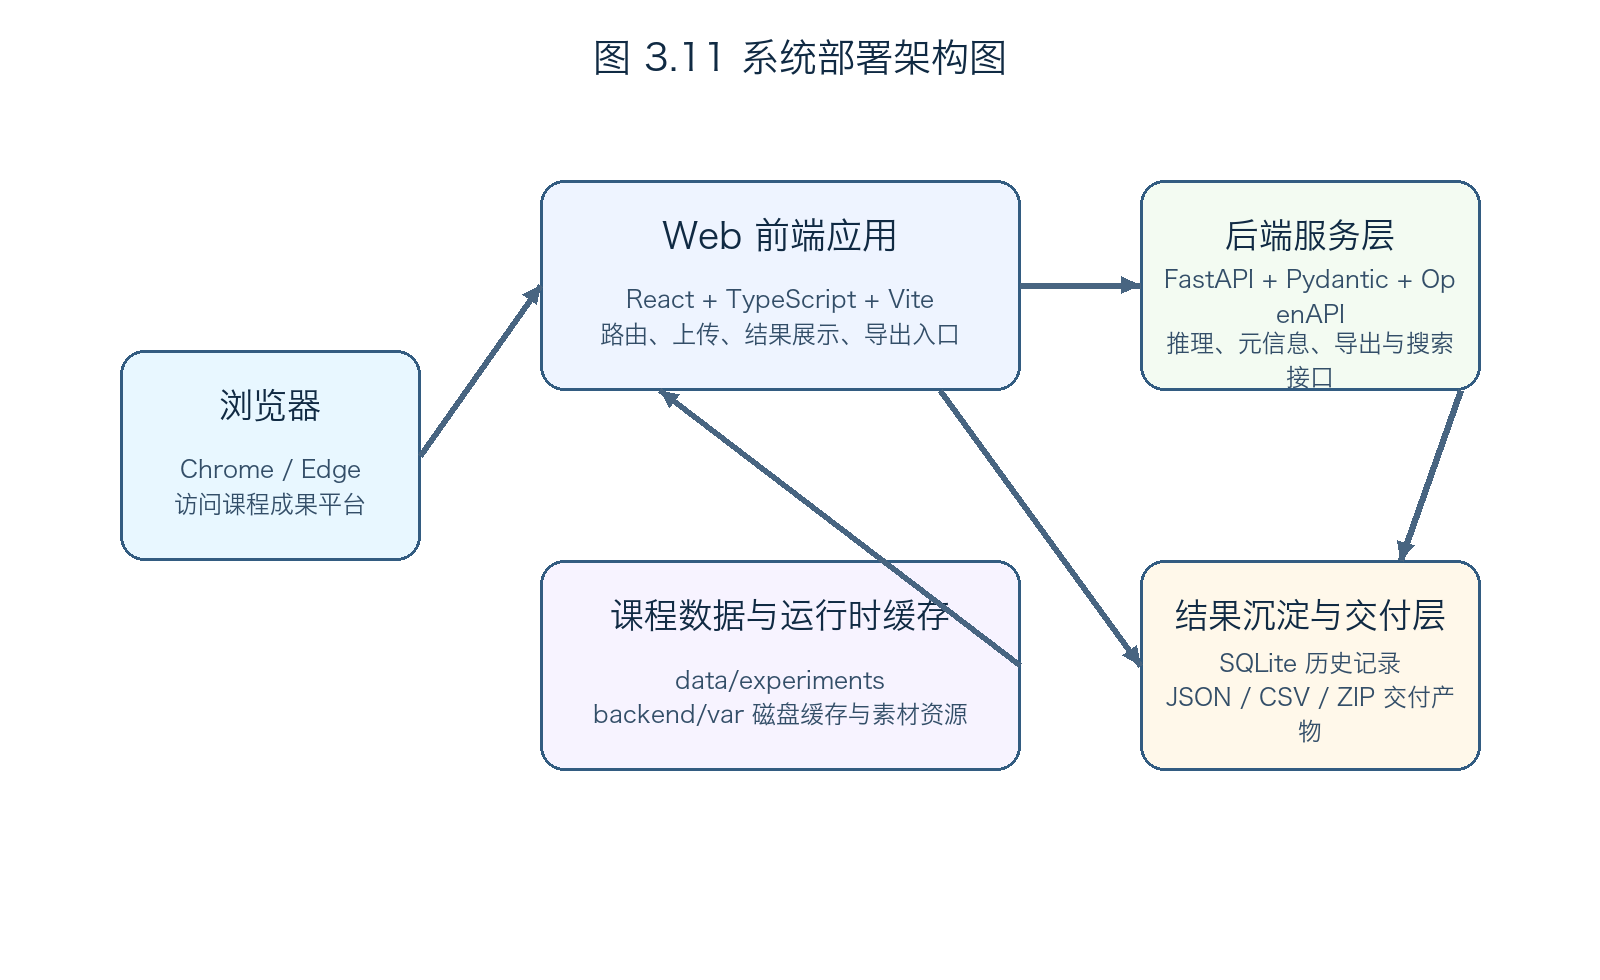 图 3.11 系统部署架构图
Web 前端应用
React + TypeScript + Vite
路由、上传、结果展示、导出入口
后端服务层
FastAPI + Pydantic + Op
enAPI
推理、元信息、导出与搜索
接口
浏览器
Chrome / Edge
访问课程成果平台
课程数据与运行时缓存
data/experiments
backend/var 磁盘缓存与素材资源
结果沉淀与交付层
SQLite 历史记录
JSON / CSV / ZIP 交付产
物